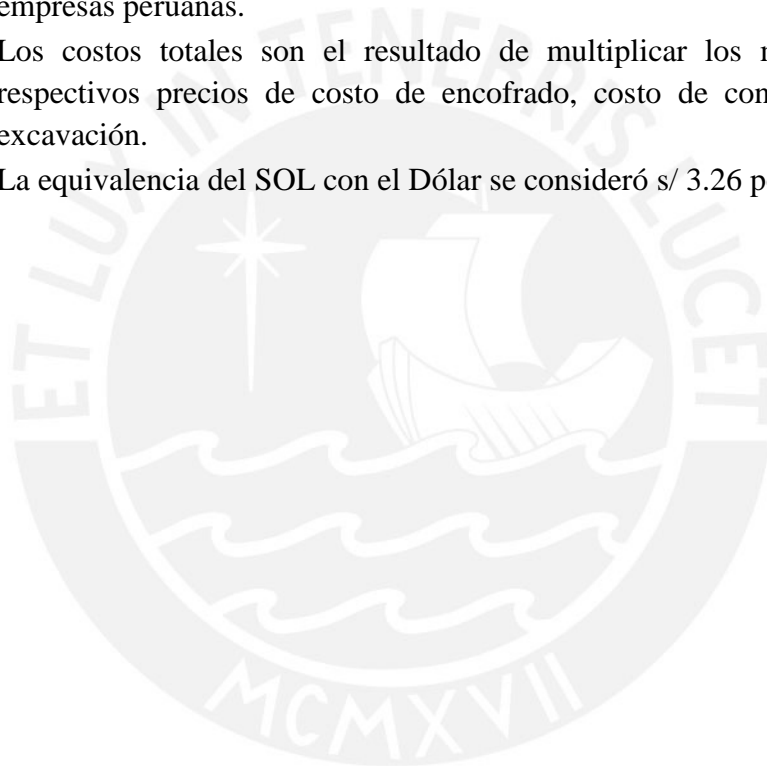 empresas peruanas.
Los costos totales son el resultado de multiplicar los
respectivos precios de costo de encofrado, costo de
excavación.
La equivalencia del SOL con el Dólar se consideró s/ 3.26
ET LUX IN TENEBRIS LUCET
MCMXVII